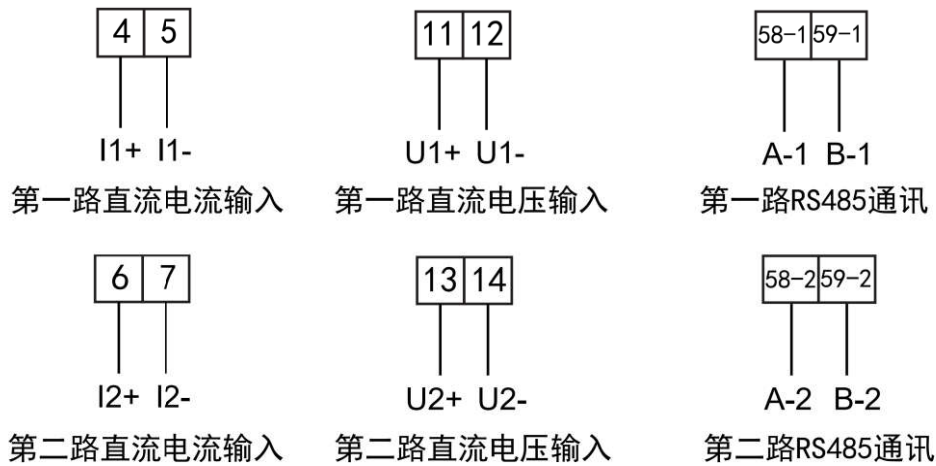 4 5 11 12 58-1 59-1
I1+ I1- U1+ U1- A-1 B-1
第一路直流电流输入 第一路直流电压输入 第一路RS485通讯
6 7 13 14 58-2 59-2
I2+ I2- U2+ U2- A-2 B-2
第二路直流电流输入 第二路直流电压输入 第二路RS485通讯